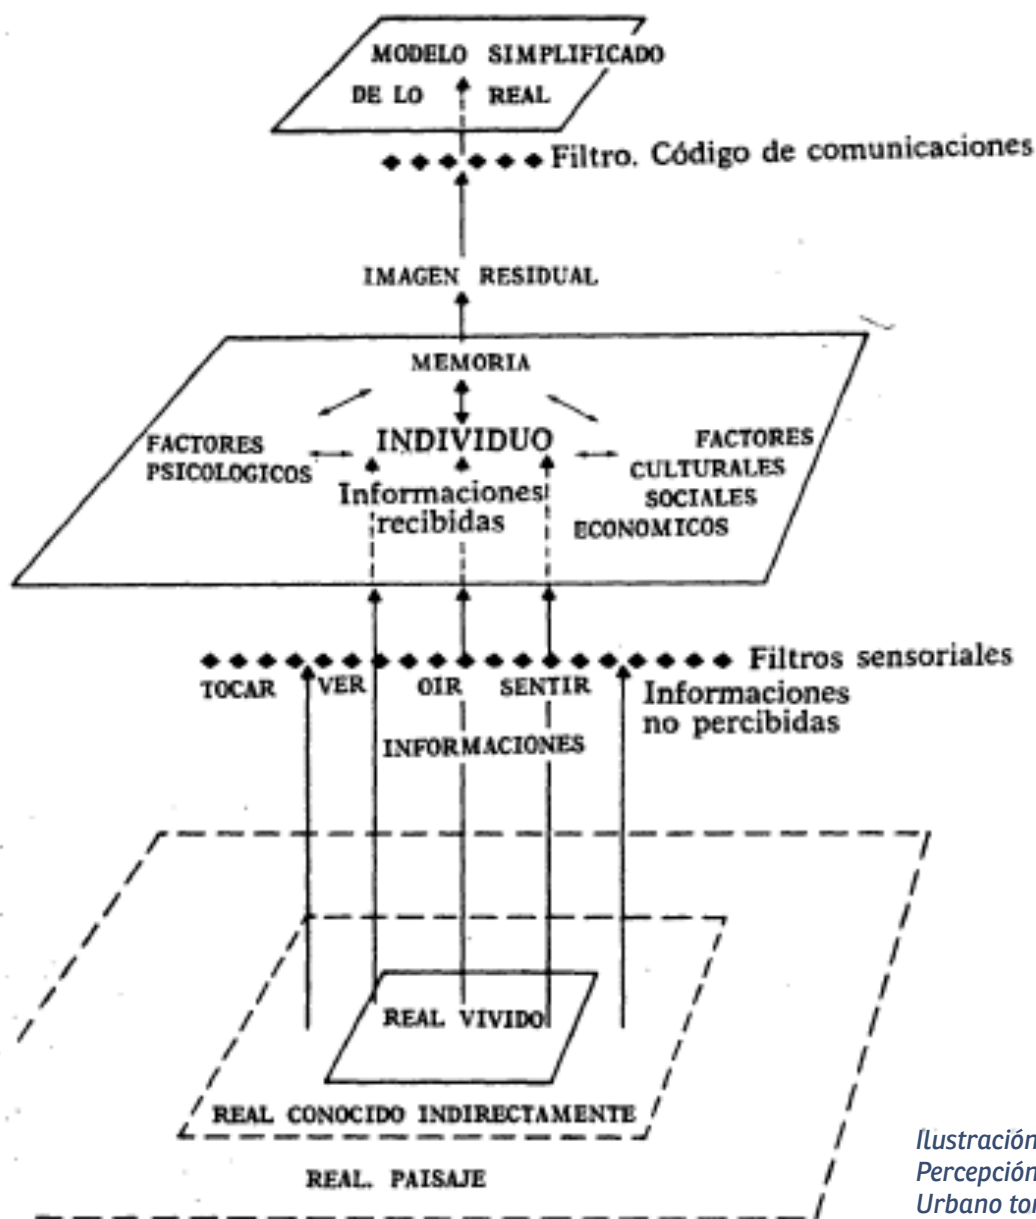 MODELO SIMPLIFICADO
DE LO REAL
Filtro. Código de comunicaciones
IMAGEN RESIDUAL
MEMORIA
INDIVIDUO
FACTORES
PSICOLOGICOS
FACTORES
CULTURALES
SOCIALES
ECONOMICOS
Informaciones
recibidas
Filtros sensoriales
TOCAR VER OIR SENTIR
Informaciones
no percibidas
INFORMACIONES
REAL VIVIDO
REAL CONOCIDO INDIRECTAMENTE
REAL. PAISAJE
Ilustración
Percepción
Urbano